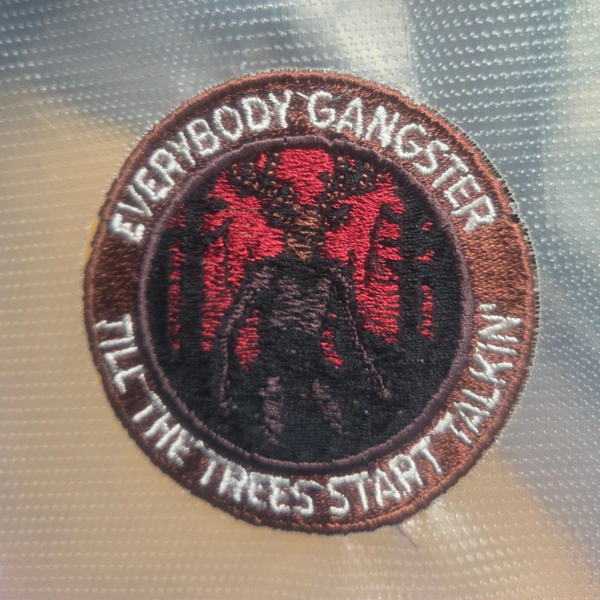 EVERYBODY GANGSTER
TILL THE TREES START TALKIN'